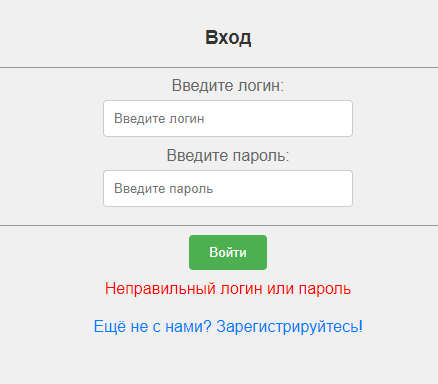 Вход
Введите логин:
Введите логин
Введите пароль:
Введите пароль
Войти
Неправильный логин или пароль
Ещё не с нами? Зарегистрируйтесь!